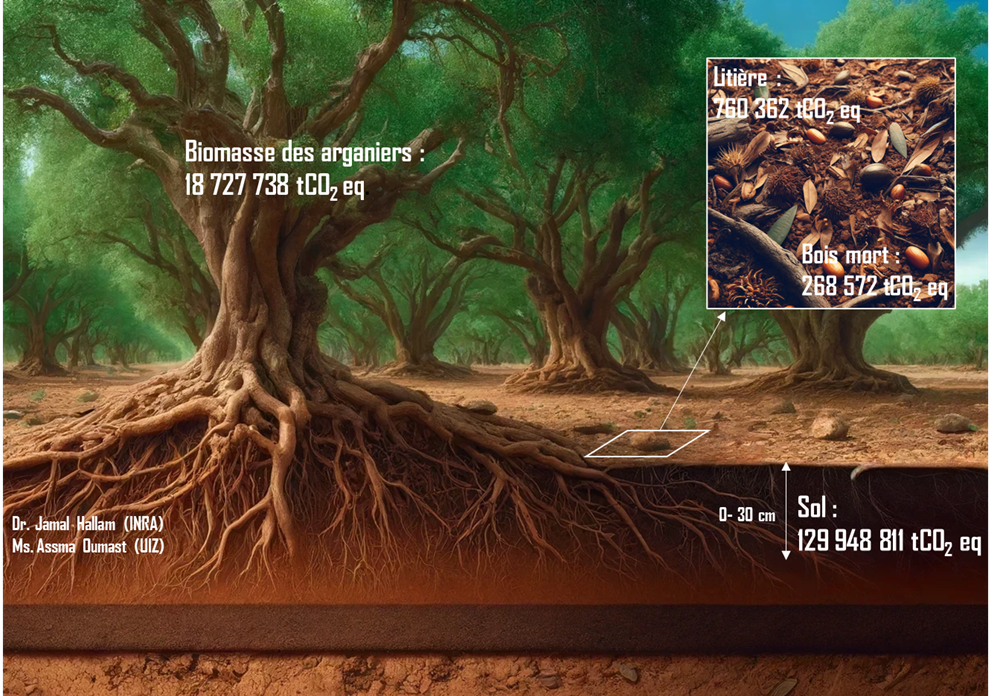 Litière :
760 362 tCO₂ eq
Biomasse des arganiers :
18 727 738 tCO₂ eq
Bois mort :
268 572 tCO₂ eq
Dr. Jamal Hallam (INRA)
Ms. Assma Oumast (UIZ)
0- 30 cm
Sol :
129 948 811 tCO₂ eq